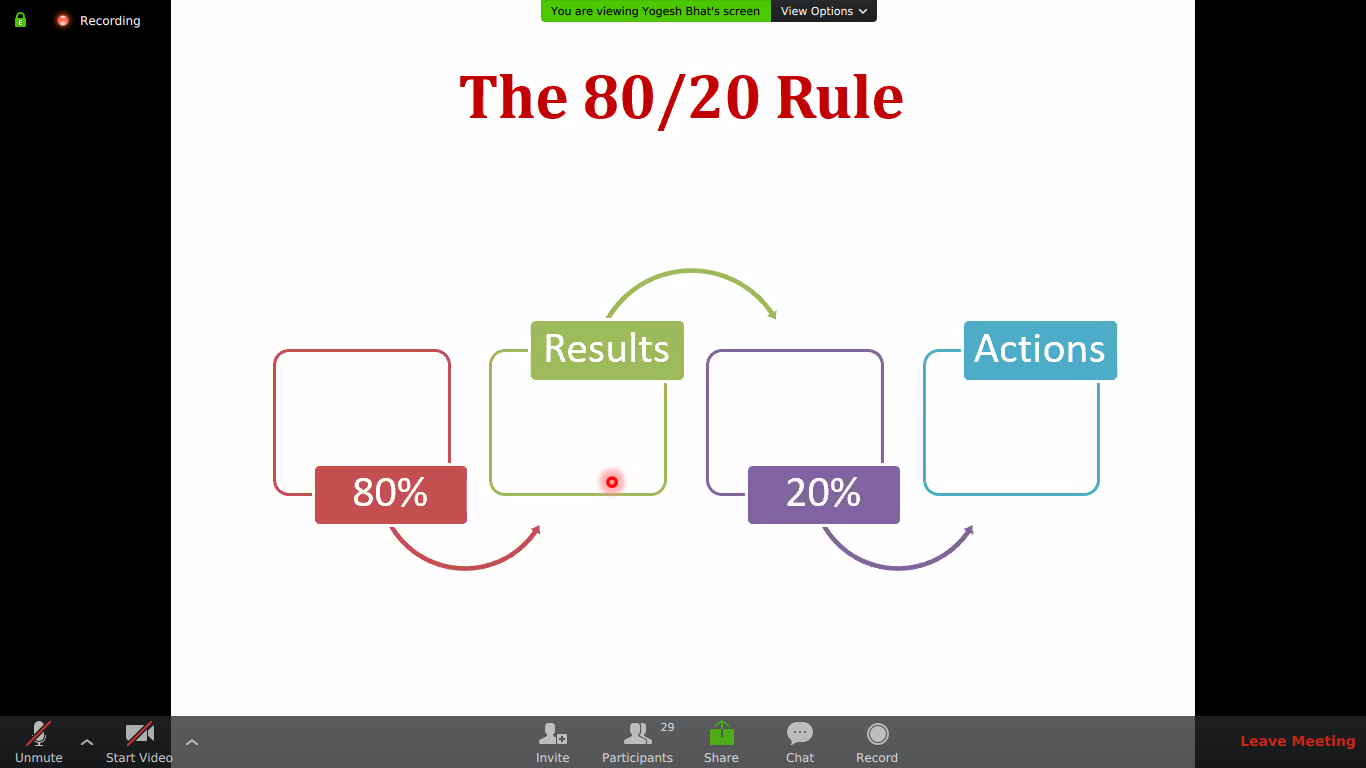 Recording
You are viewing Yogesh Bhat's screen
View Options
The 80/20 Rule
Results
Actions
80%
20%
Unmute
Start Video
Invite
Participants
29
Share
Chat
Record
Leave Meeting